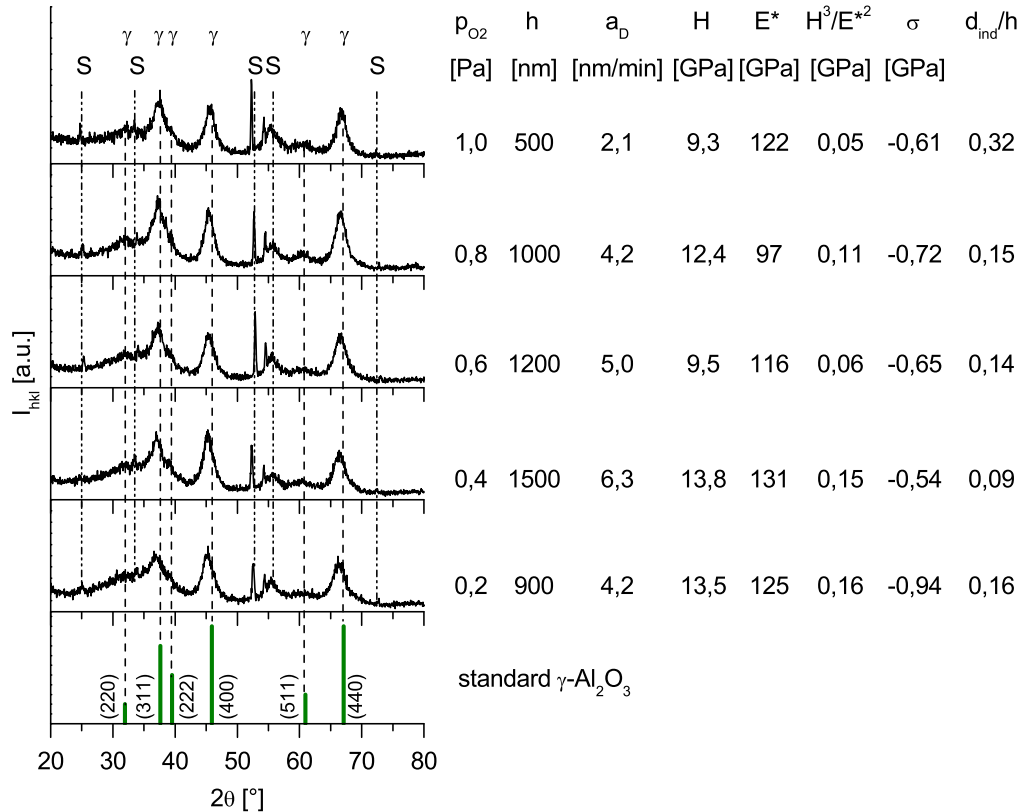 p_O2 h a_D H E* H³/E*² σ d_ind/h
γ γ γ γ γ γ
S S S S S
[Pa] [nm] [nm/min] [GPa] [GPa] [GPa] [GPa]
1,0 500 2,1 9,3 122 0,05 -0,61 0,32
0,8 1000 4,2 12,4 97 0,11 -0,72 0,15
0,6 1200 5,0 9,5 116 0,06 -0,65 0,14
0,4 1500 6,3 13,8 131 0,15 -0,54 0,09
0,2 900 4,2 13,5 125 0,16 -0,94 0,16
I_hkl [a.u.]
(220) (311) (222) (400) (511) (440)
standard γ-Al₂O₃
20 30 40 50 60 70 80
2θ [°]